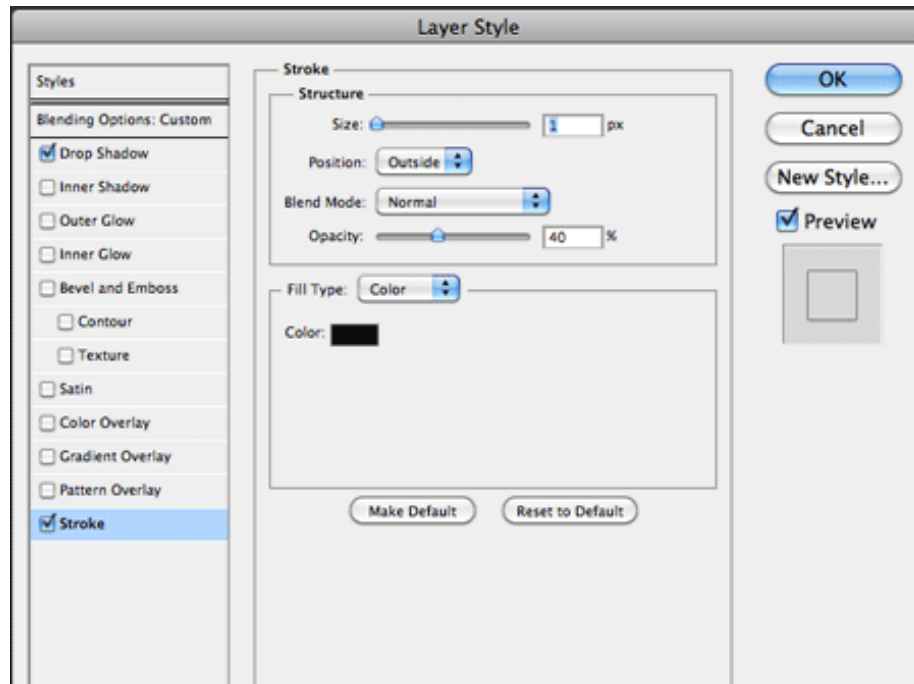 Layer Style
Styles
Blending Options: Custom
Drop Shadow
Inner Shadow
Outer Glow
Inner Glow
Bevel and Emboss
Contour
Texture
Satin
Color Overlay
Gradient Overlay
Pattern Overlay
Stroke
Stroke
Structure
Size: 1 px
Position: Outside
Blend Mode: Normal
Opacity: 40 %
Fill Type: Color
Color:
Make Default Reset to Default
OK
Cancel
New Style...
Preview